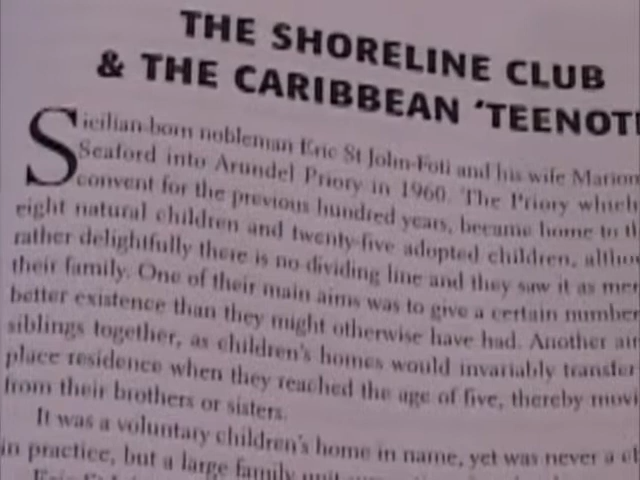 THE SHORELINE CLUB
& THE CARIBBEAN 'TEENOT
Sicilian-born nobleman Eric St John-Foti and his wife Marion
Seaford into Arundel Priory in 1960. The Priory which
convent for the previous hundred years, became home to th
eight natural children and twenty-five adopted children, altho
rather delightfully there is no dividing line and they saw it as mer
their family. One of their main aims was to give a certain number
better existence than they might otherwise have had. Another aim
siblings together, as children's homes would invariably transfer
place residence when they reached the age of five, thereby movi
from their brothers or sisters.
It was a voluntary children's home in name, yet was never a ch
in practice, but a large family unit